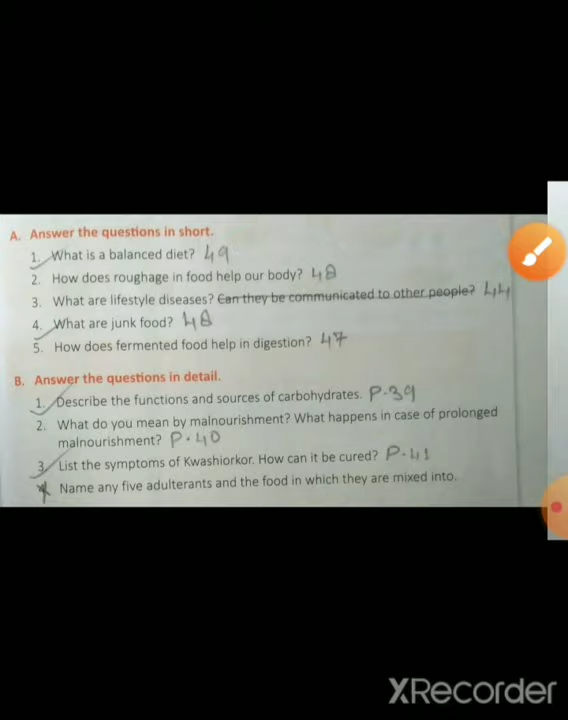 A. Answer the questions in short.
1. What is a balanced diet? 49
2. How does roughage in food help our body? 48
3. What are lifestyle diseases? Can they be communicated to other people? 44
4. What are junk food? 48
5. How does fermented food help in digestion? 47
B. Answer the questions in detail.
1. Describe the functions and sources of carbohydrates. P.39
2. What do you mean by malnourishment? What happens in case of prolonged
malnourishment? P.40
3. List the symptoms of Kwashiorkor. How can it be cured? P.41
Name any five adulterants and the food in which they are mixed into.
XRecorder